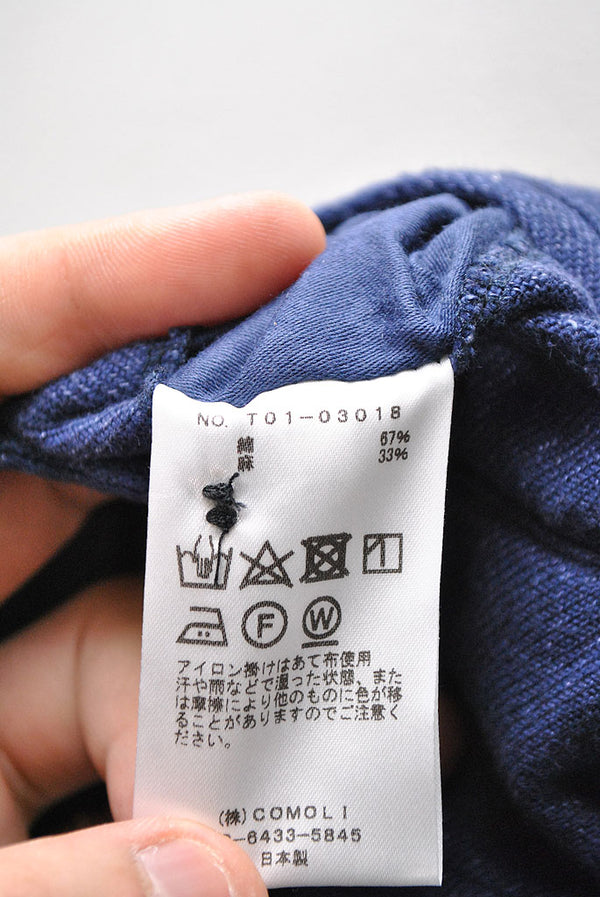 NO. T01-03018
綿 67%
麻 33%
F W
アイロン掛けはあて布使用
汗や雨などで湿った状態、また
は摩擦により他のものに色が移
ることがありますのでご注意く
ださい。
(株)COMOLI
-6433-5845
日本製